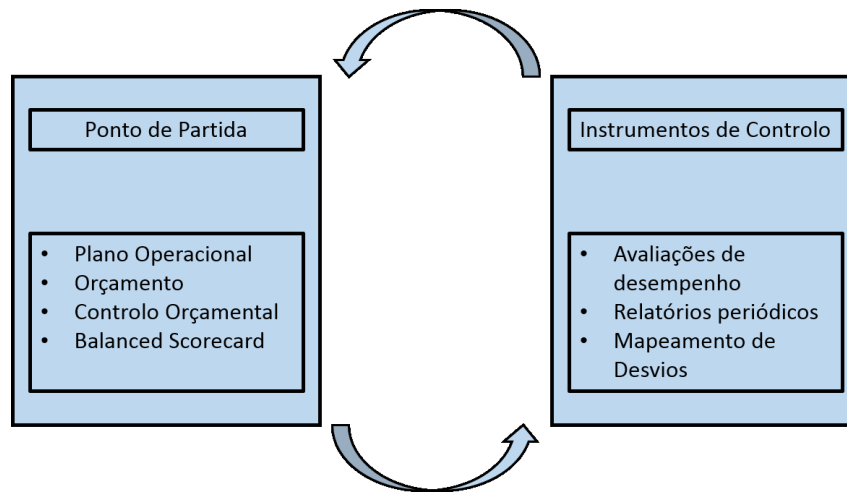 Ponto de Partida
• Plano Operacional
• Orçamento
• Controlo Orçamental
• Balanced Scorecard
Instrumentos de Controlo
• Avaliações de
desempenho
• Relatórios periódicos
• Mapeamento de
Desvios